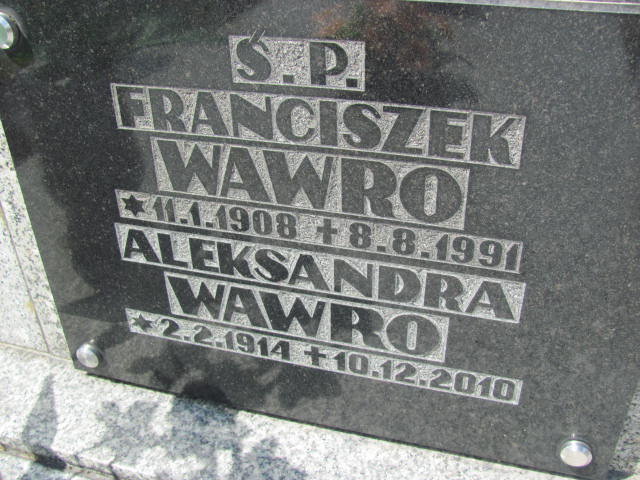 Ś.P.
FRANCISZEK
WAWRO
*11.1.1908 +8.8.1991
ALEKSANDRA
WAWRO
*2.2.1914 +10.12.2010